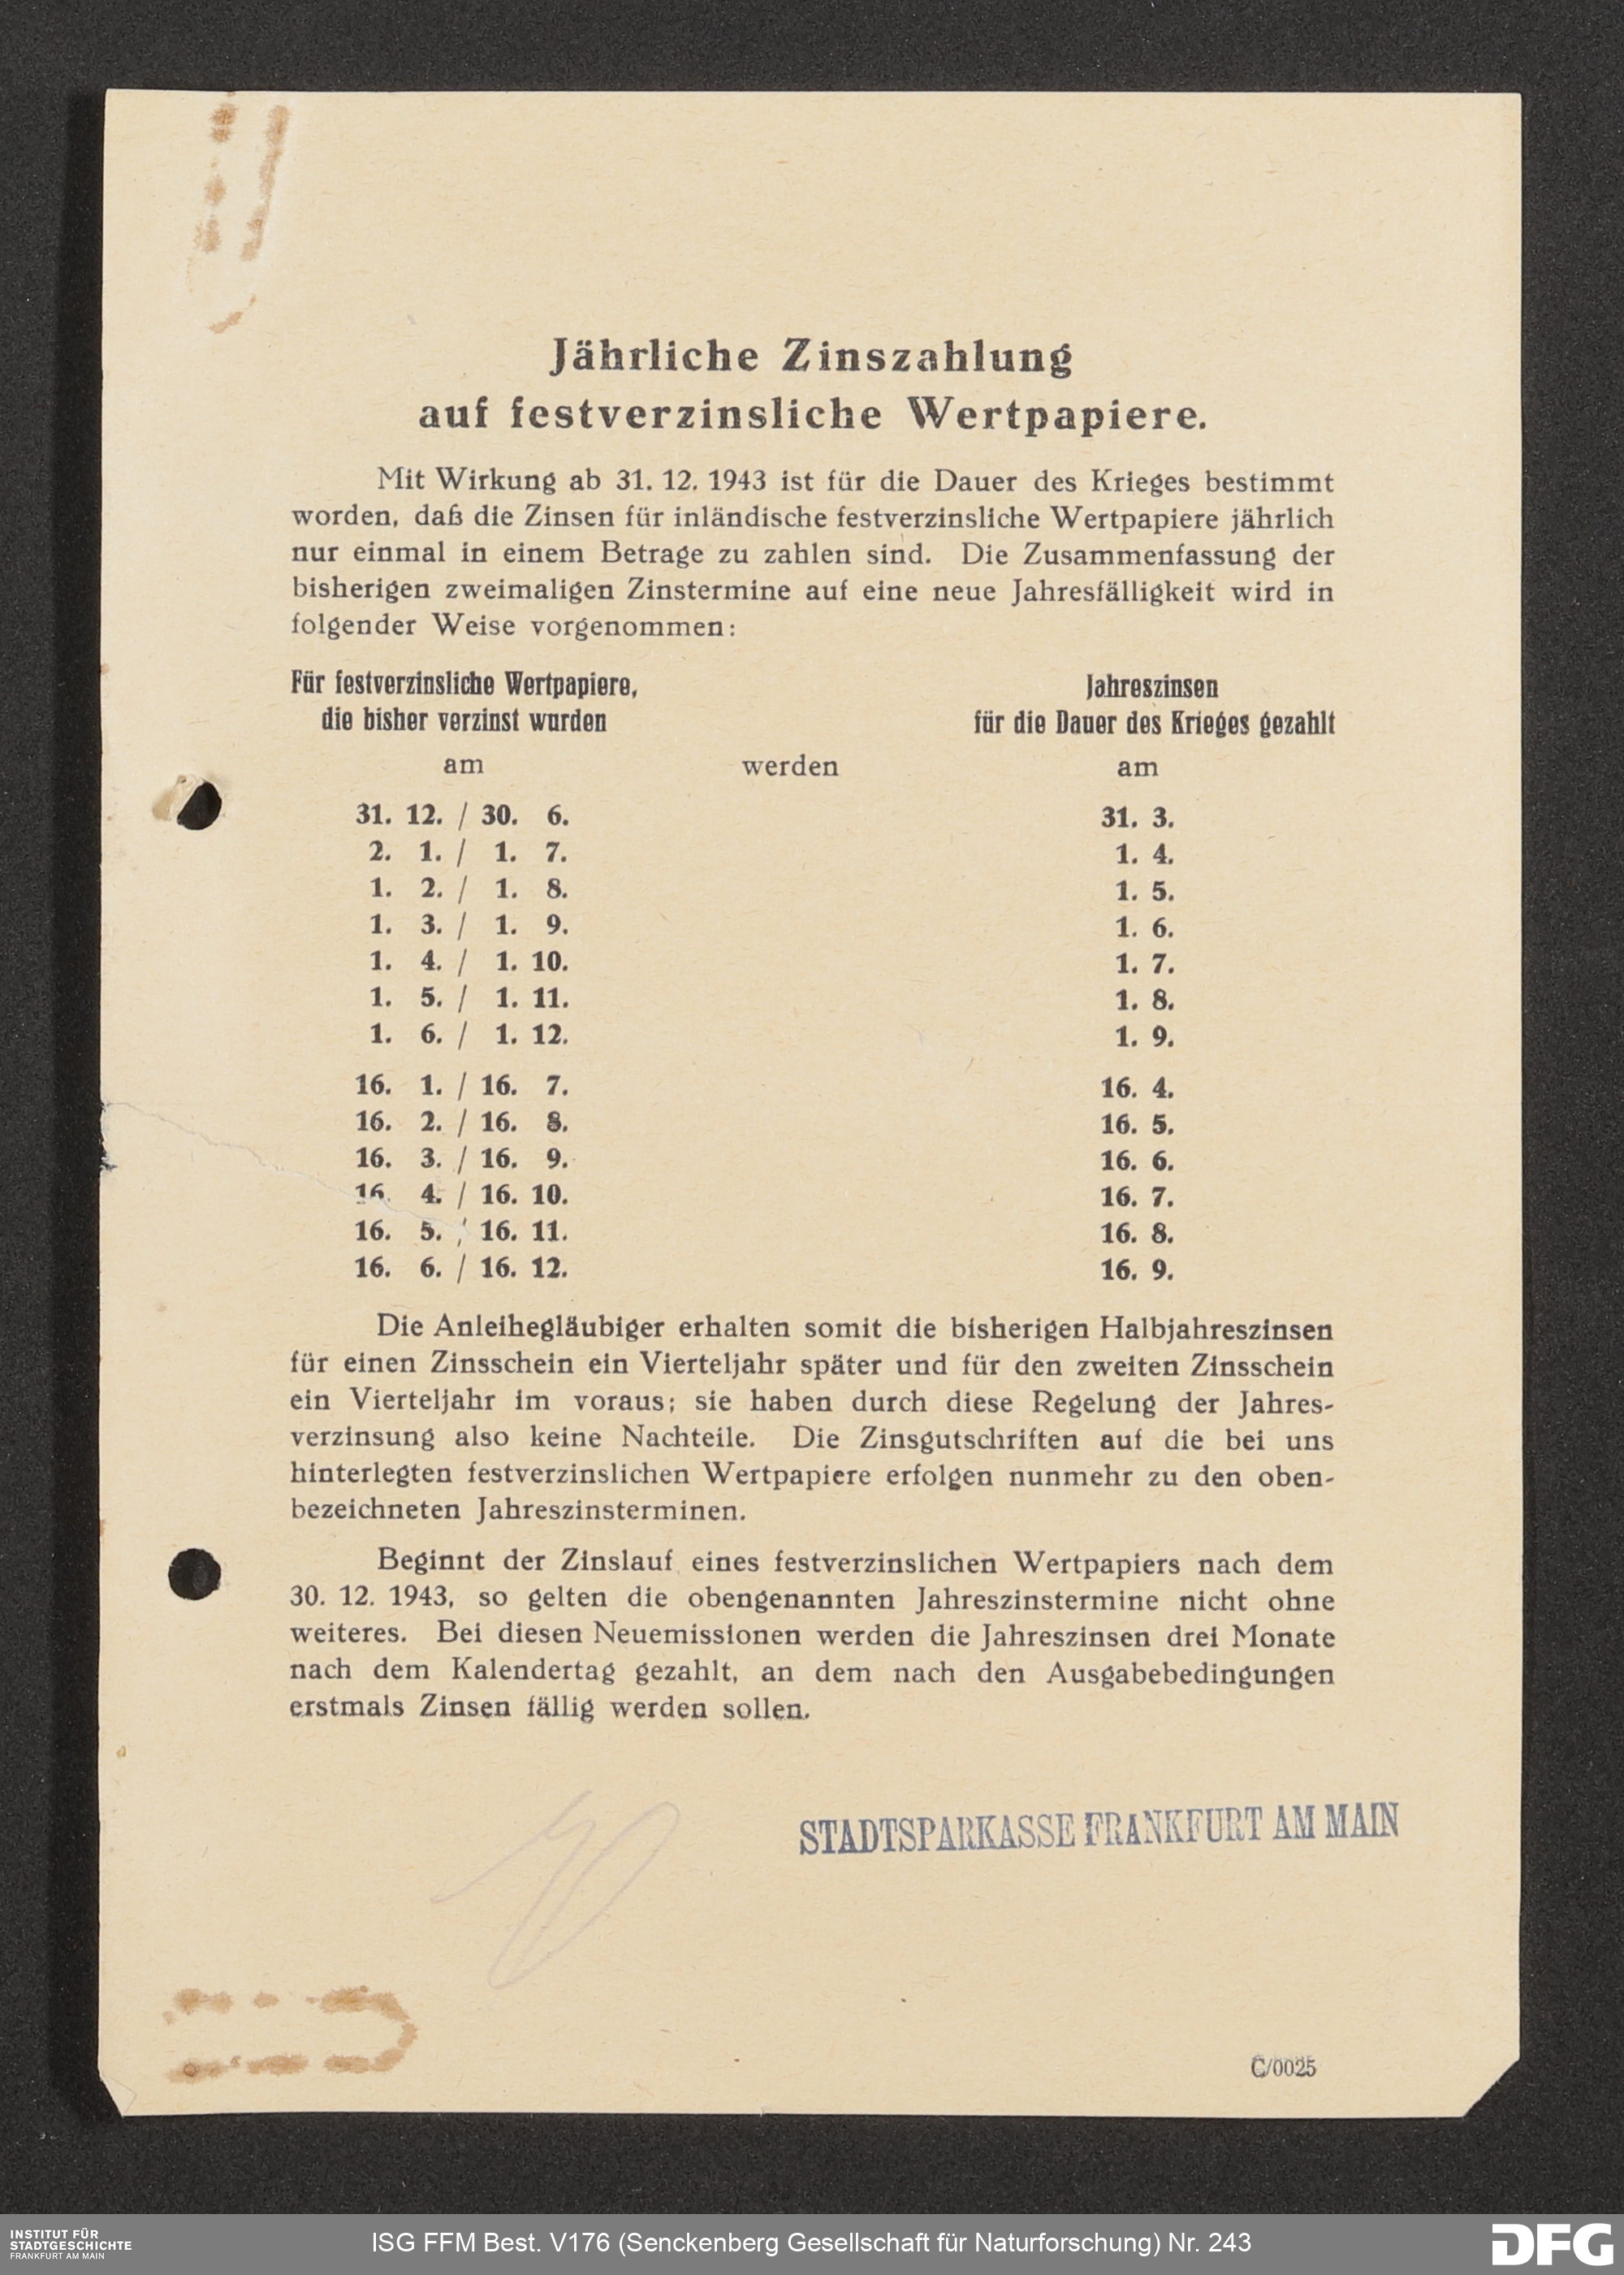 Jährliche Zinszahlung
auf festverzinsliche Wertpapiere.
Mit Wirkung ab 31. 12. 1943 ist für die Dauer des Krieges bestimmt
worden, daß die Zinsen für inländische festverzinsliche Wertpapiere jährlich
nur einmal in einem Betrage zu zahlen sind. Die Zusammenfassung der
bisherigen zweimaligen Zinstermine auf eine neue Jahresfälligkeit wird in
folgender Weise vorgenommen:
Für festverzinsliche Wertpapiere, Jahreszinsen
die bisher verzinst wurden für die Dauer des Krieges gezahlt
am werden am
31. 12. / 30. 6. 31. 3.
2. 1. / 1. 7. 1. 4.
1. 2. / 1. 8. 1. 5.
1. 3. / 1. 9. 1. 6.
1. 4. / 1. 10. 1. 7.
1. 5. / 1. 11. 1. 8.
1. 6. / 1. 12. 1. 9.
16. 1. / 16. 7. 16. 4.
16. 2. / 16. 8. 16. 5.
16. 3. / 16. 9. 16. 6.
16. 4. / 16. 10. 16. 7.
16. 5. / 16. 11. 16. 8.
16. 6. / 16. 12. 16. 9.
Die Anleihegläubiger erhalten somit die bisherigen Halbjahreszinsen
für einen Zinsschein ein Vierteljahr später und für den zweiten Zinsschein
ein Vierteljahr im voraus; sie haben durch diese Regelung der Jahres-
verzinsung also keine Nachteile. Die Zinsgutschriften auf die bei uns
hinterlegten festverzinslichen Wertpapiere erfolgen nunmehr zu den oben-
bezeichneten Jahreszinsterminen.
Beginnt der Zinslauf eines festverzinslichen Wertpapiers nach dem
30. 12. 1943, so gelten die obengenannten Jahreszinstermine nicht ohne
weiteres. Bei diesen Neuemissionen werden die Jahreszinsen drei Monate
nach dem Kalendertag gezahlt, an dem nach den Ausgabebedingungen
erstmals Zinsen fällig werden sollen.
STADTSPARKASSE FRANKFURT AM MAIN
C/0025
INSTITUT FÜR
STADTGESCHICHTE
FRANKFURT AM MAIN
ISG FFM Best. V176 (Senckenberg Gesellschaft für Naturforschung) Nr. 243
DFG